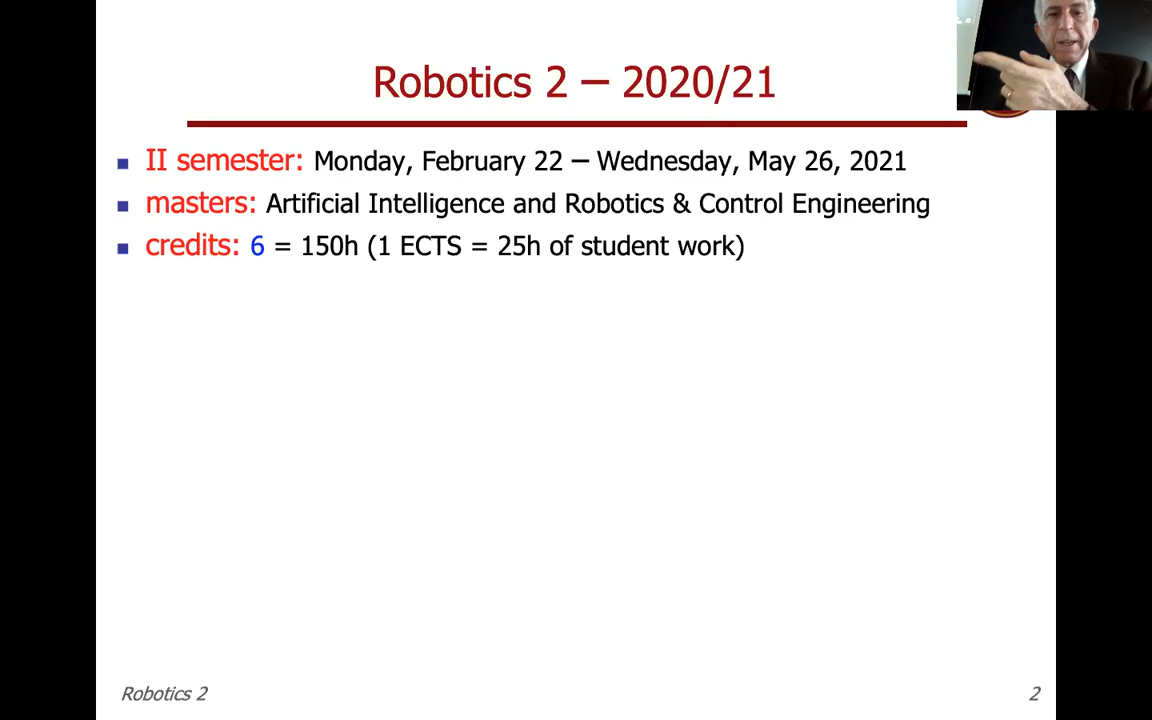 Robotics 2 – 2020/21
II semester: Monday, February 22 – Wednesday, May 26, 2021
masters: Artificial Intelligence and Robotics & Control Engineering
credits: 6 = 150h (1 ECTS = 25h of student work)
Robotics 2
2